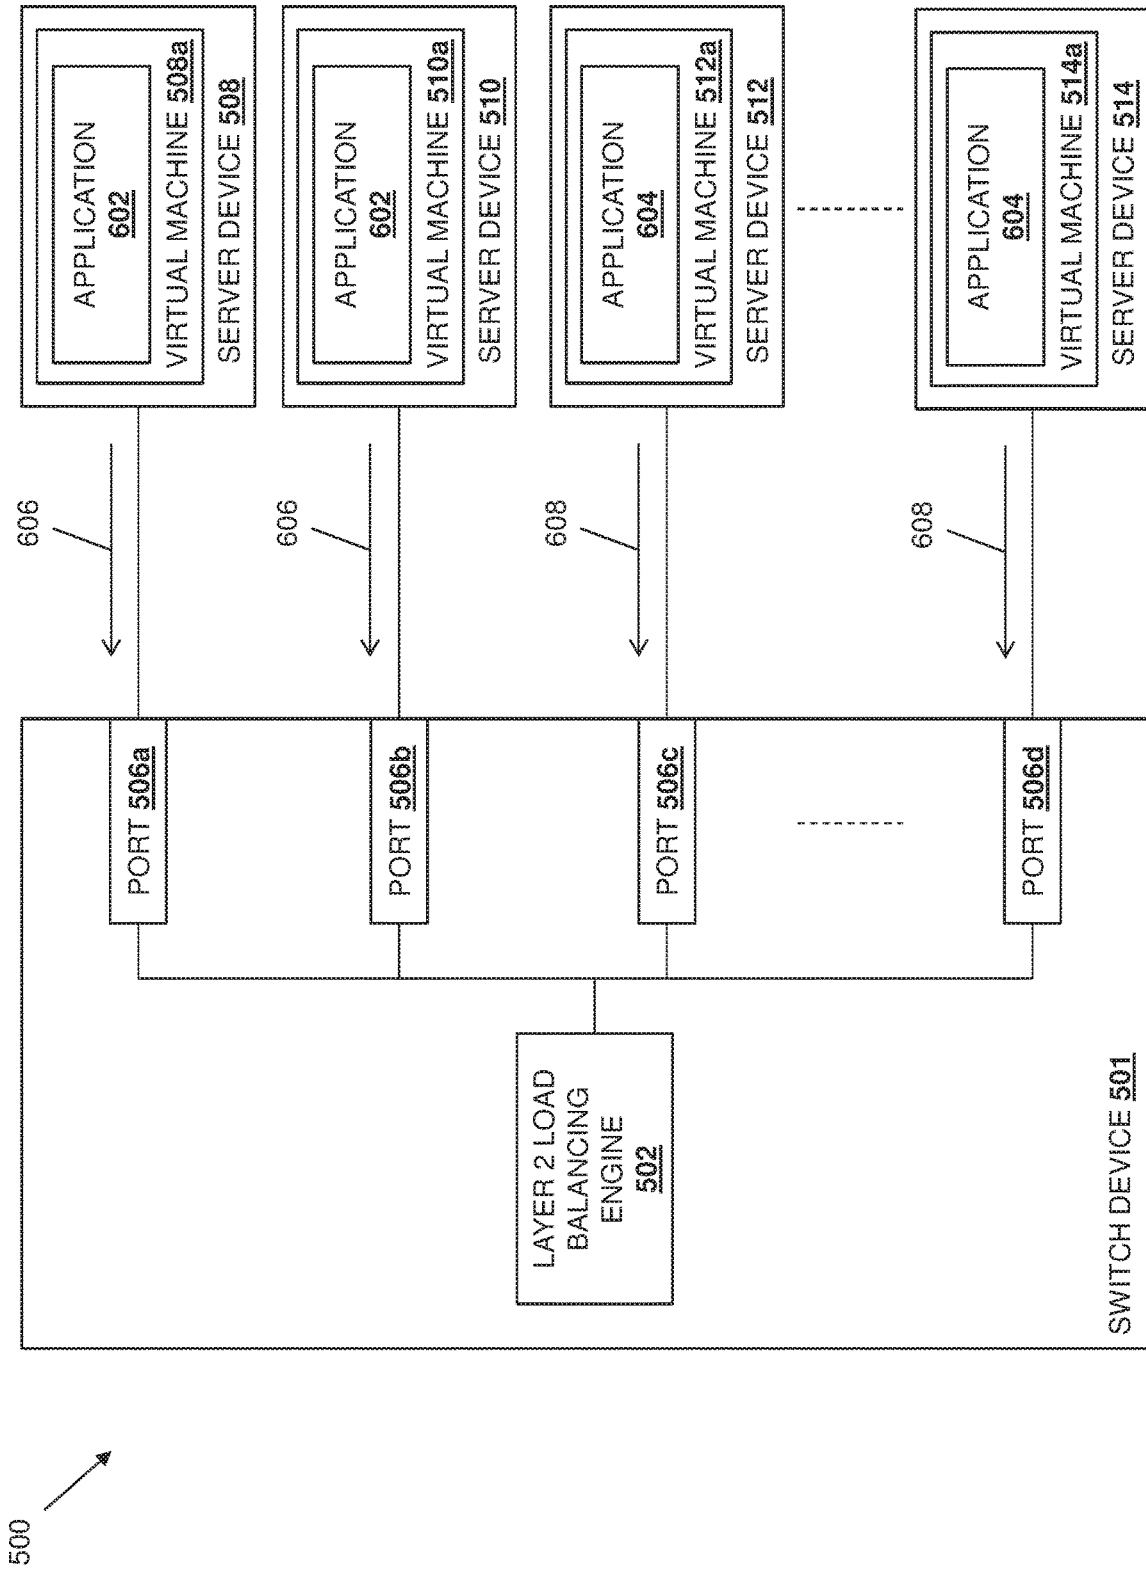 500
LAYER 2 LOAD
BALANCING
ENGINE
502
SWITCH DEVICE 501
PORT 506a
PORT 506b
PORT 506c
PORT 506d
606
606
608
608
APPLICATION
602
VIRTUAL MACHINE 508a
SERVER DEVICE 508
APPLICATION
602
VIRTUAL MACHINE 510a
SERVER DEVICE 510
APPLICATION
604
VIRTUAL MACHINE 512a
SERVER DEVICE 512
APPLICATION
604
VIRTUAL MACHINE 514a
SERVER DEVICE 514